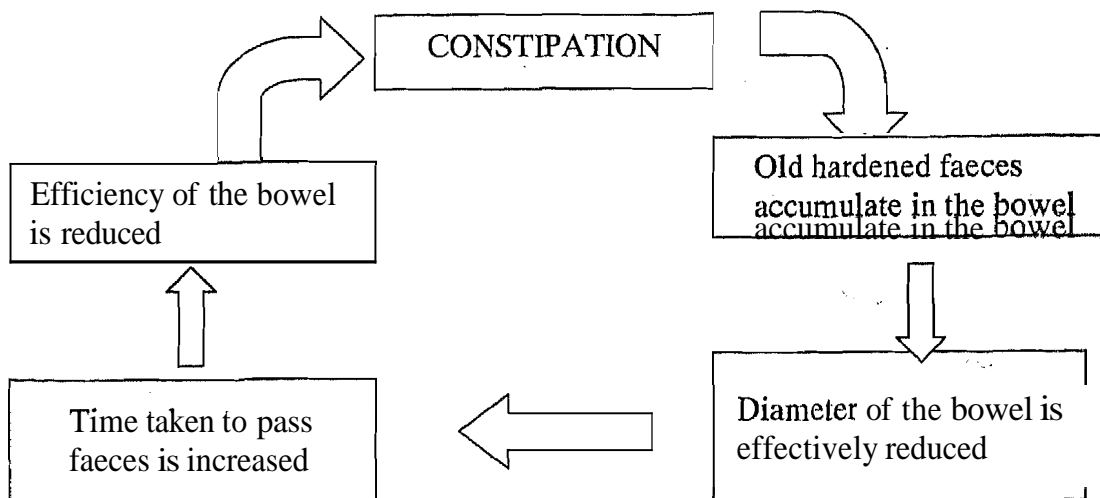 CONSTIPATION
Old hardened faeces
accumulate in the bowel
accumulate in the bowel
Diameter of the bowel is
effectively reduced
Time taken to pass
faeces is increased
Efficiency of the bowel
is reduced